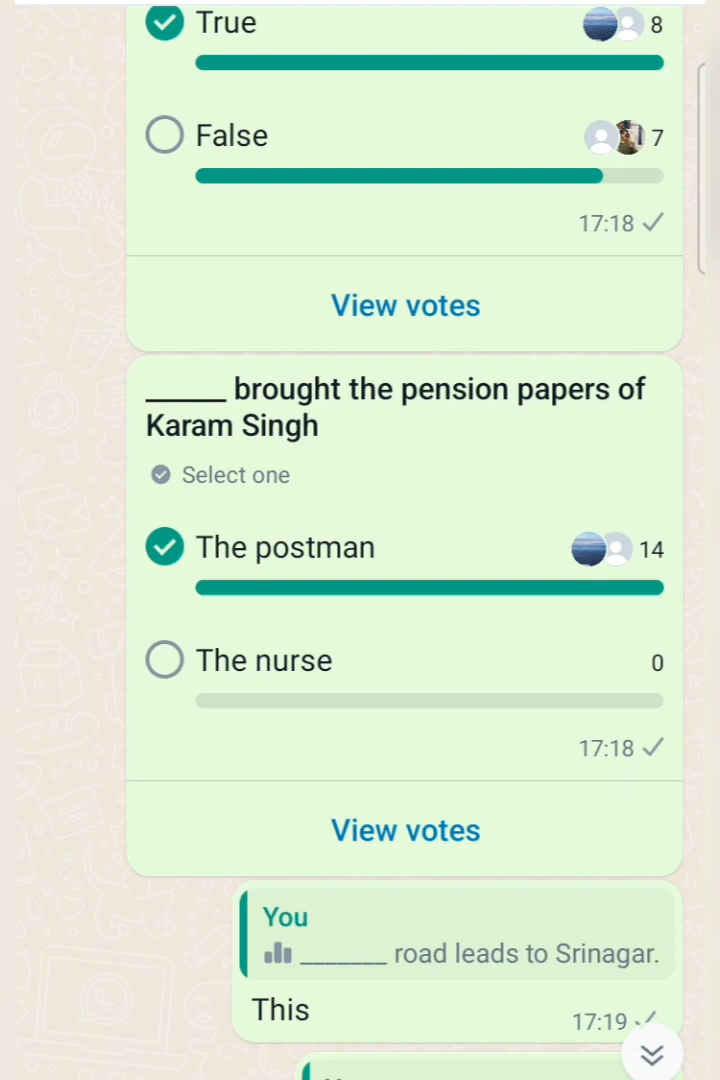 True 8
False 7
17:18
View votes
______ brought the pension papers of
Karam Singh
Select one
The postman 14
The nurse 0
17:18
View votes
You
_______ road leads to Srinagar.
This 17:19